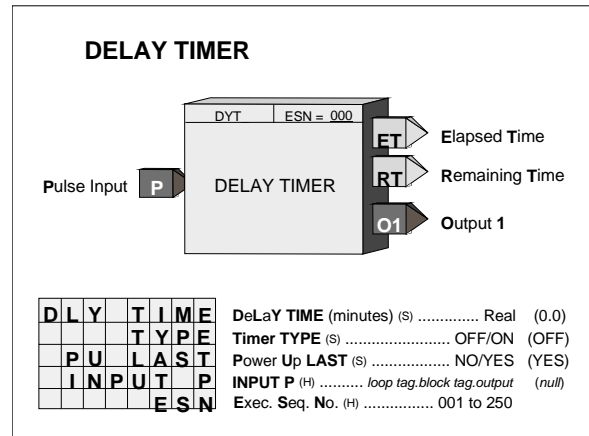 DELAY TIMER
DYT ESN = 000
ET Elapsed Time
Pulse Input P DELAY TIMER RT Remaining Time
O1 Output 1
DLY TIME DeLaY TIME (minutes) (S) .............. Real (0.0)
TYPE Timer TYPE (S) ....................... OFF/ON (OFF)
PU LAST Power Up LAST (S) ..................... NO/YES (YES)
INPUT P INPUT P (H) .......... loop tag.block tag.output (null)
ESN Exec. Seq. No. (H) ................ 001 to 250